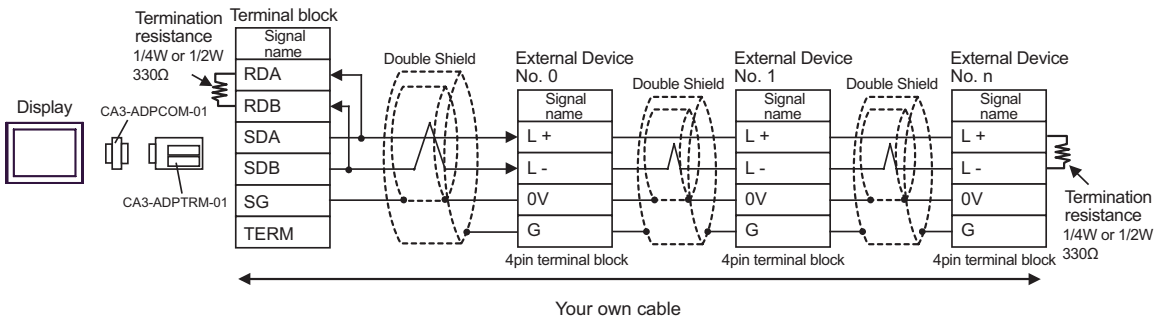 Termination
resistance
1/4W or 1/2W
330Ω
Terminal block
Signal
name
RDA
RDB
SDA
SDB
SG
TERM
Display
CA3-ADPCOM-01
CA3-ADPTRM-01
Double Shield
External Device
No. 0
Signal
name
L +
L -
0V
G
4pin terminal block
Double Shield
External Device
No. 1
Signal
name
L +
L -
0V
G
4pin terminal block
Double Shield
External Device
No. n
Signal
name
L +
L -
0V
G
4pin terminal block
Termination
resistance
1/4W or 1/2W
330Ω
Your own cable